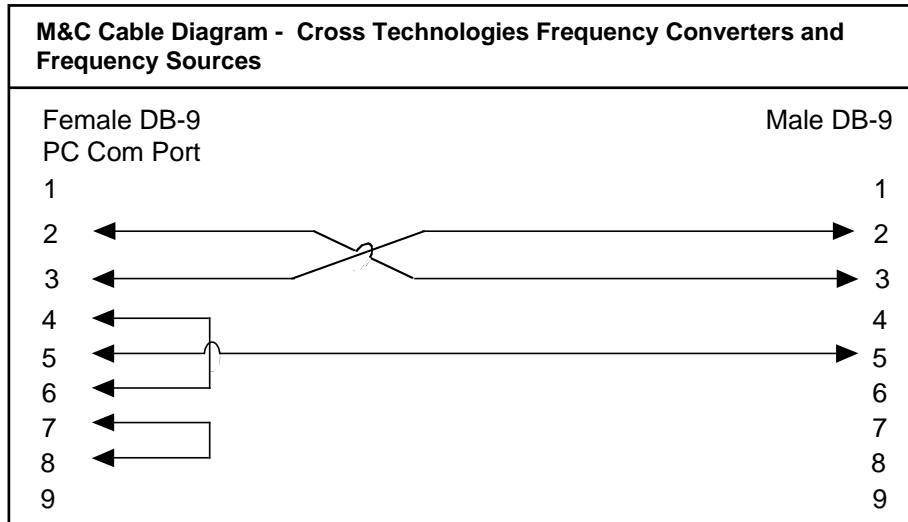 M&C Cable Diagram - Cross Technologies Frequency Converters and
Frequency Sources
Female DB-9 Male DB-9
PC Com Port
1 1
2 2
3 3
4 4
5 5
6 6
7 7
8 8
9 9